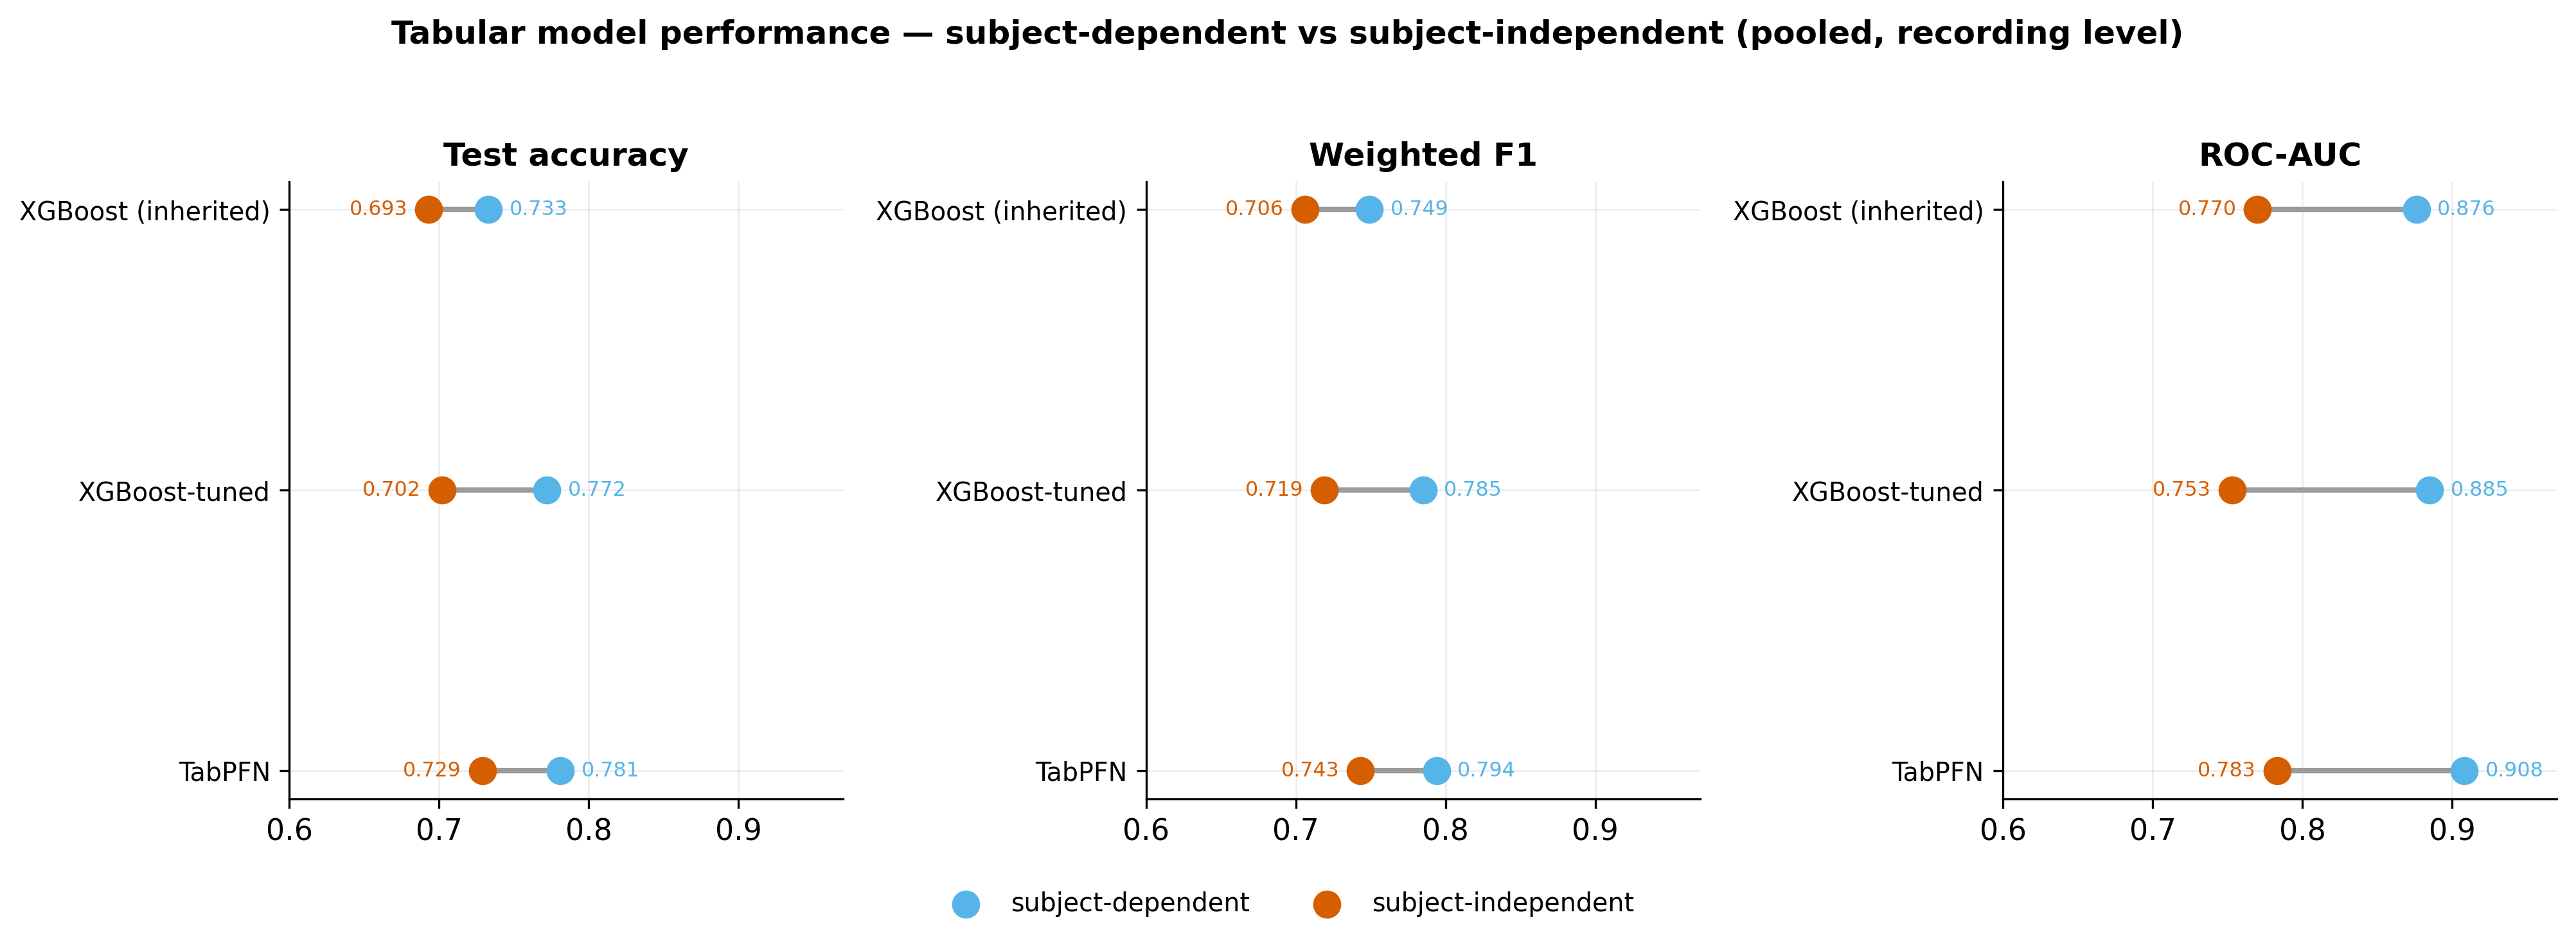 Tabular model performance — subject-dependent vs subject-independent (pooled, recording level)
Test accuracy
XGBoost (inherited)
0.693
0.733
XGBoost-tuned
0.702
0.772
TabPFN
0.729
0.781
0.6 0.7 0.8 0.9
Weighted F1
XGBoost (inherited)
0.706
0.749
XGBoost-tuned
0.719
0.785
TabPFN
0.743
0.794
0.6 0.7 0.8 0.9
ROC-AUC
XGBoost (inherited)
0.770
0.876
XGBoost-tuned
0.753
0.885
TabPFN
0.783
0.908
0.6 0.7 0.8 0.9
subject-dependent
subject-independent